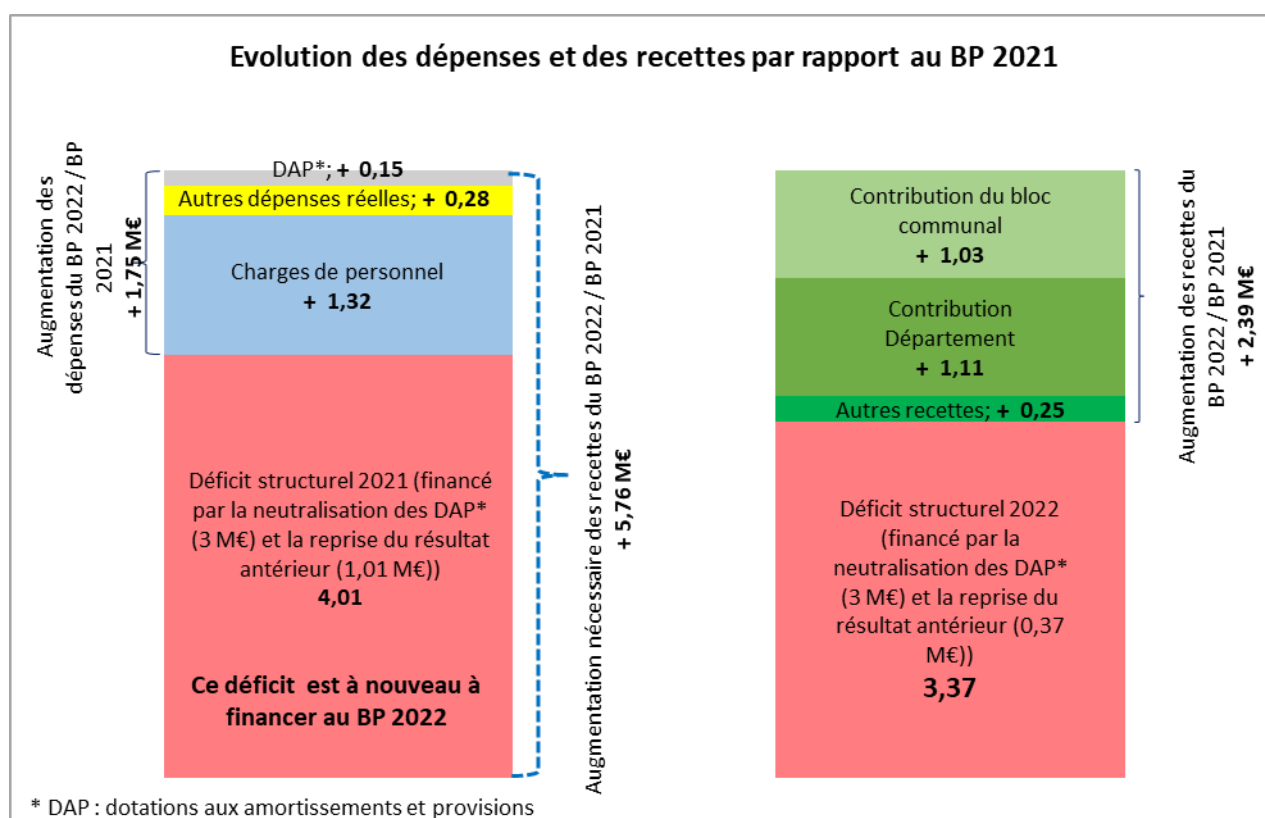 Evolution des dépenses et des recettes par rapport au BP 2021
Augmentation des
dépenses du BP 2022 / BP
2021
+ 1,75 M€
DAP*; + 0,15
Autres dépenses réelles; + 0,28
Charges de personnel
+ 1,32
Déficit structurel 2021 (financé
par la neutralisation des DAP*
(3 M€) et la reprise du résultat
antérieur (1,01 M€))
4,01
Ce déficit est à nouveau à
financer au BP 2022
Augmentation nécessaire des recettes du BP 2022 / BP 2021
+ 5,76 M€
Contribution du bloc
communal
+ 1,03
Contribution
Département
+ 1,11
Autres recettes; + 0,25
Déficit structurel 2022
(financé par la
neutralisation des DAP*
(3 M€) et la reprise du
résultat antérieur (0,37
M€))
3,37
Augmentation des recettes du
BP 2022 / BP 2021
+ 2,39 M€
* DAP : dotations aux amortissements et provisions